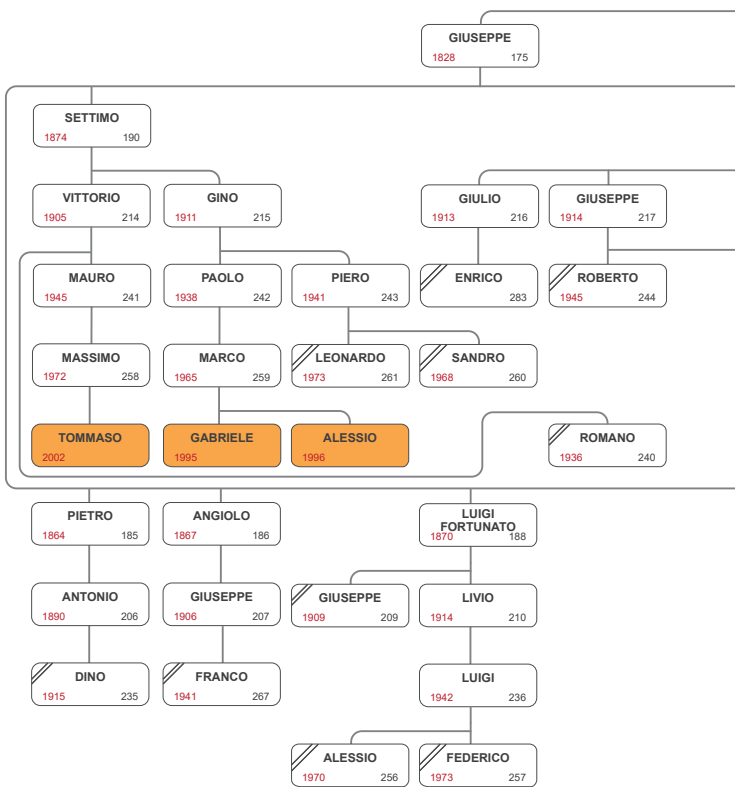 GIUSEPPE
1828 175
SETTIMO
1874 190
VITTORIO
1905 214
GINO
1911 215
GIULIO
1913 216
GIUSEPPE
1914 217
MAURO
1945 241
PAOLO
1938 242
PIERO
1941 243
ENRICO
283
ROBERTO
1945 244
MASSIMO
1972 258
MARCO
1965 259
LEONARDO
1973 261
SANDRO
1968 260
TOMMASO
2002
GABRIELE
1995
ALESSIO
1996
ROMANO
1936 240
PIETRO
1864 185
ANGIOLO
1867 186
LUIGI
FORTUNATO
1870 188
ANTONIO
1890 206
GIUSEPPE
1906 207
GIUSEPPE
1909 209
LIVIO
1914 210
DINO
1915 235
FRANCO
1941 267
LUIGI
1942 236
ALESSIO
1970 256
FEDERICO
1973 257